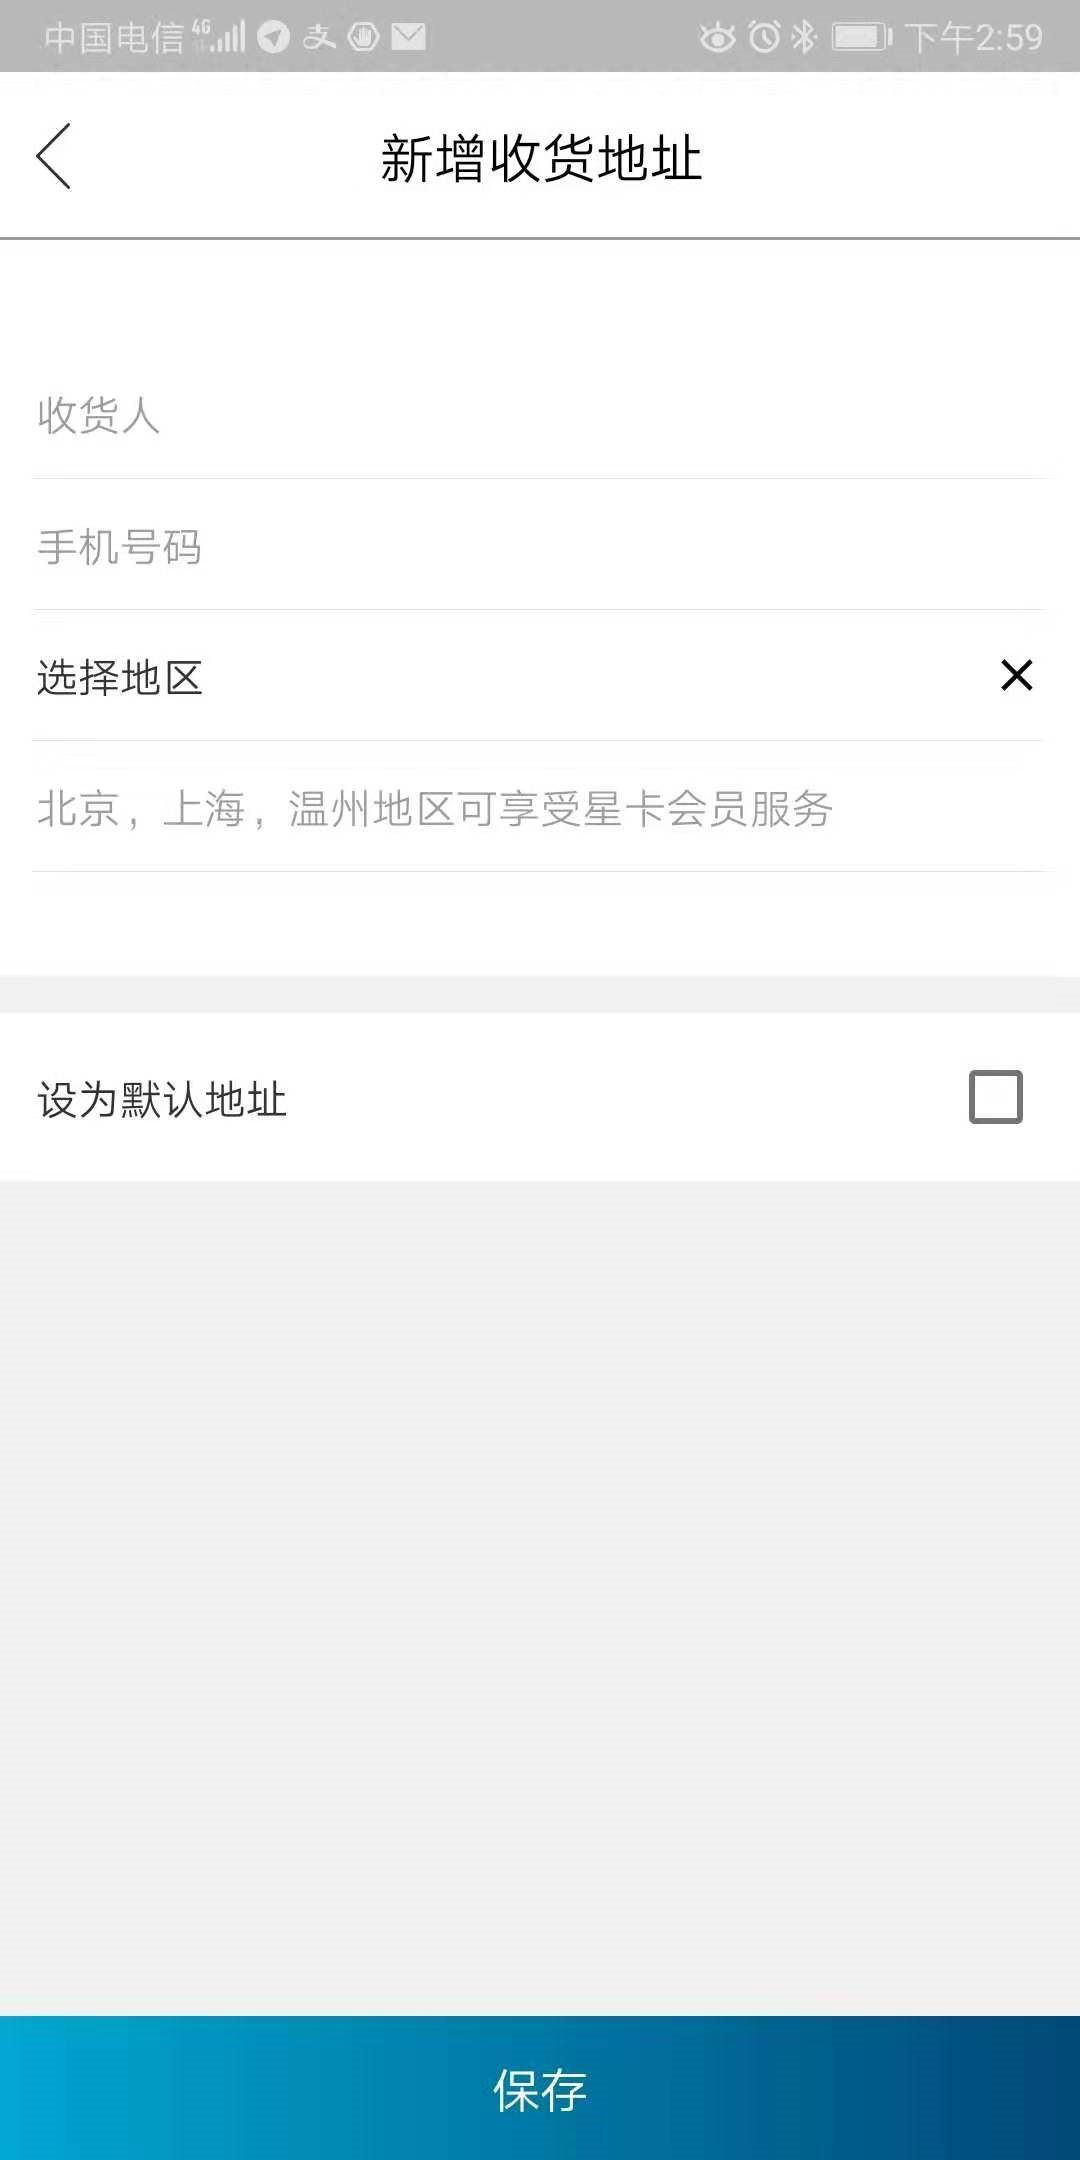 中国电信 4G 下午2:59
新增收货地址
收货人
手机号码
选择地区
北京，上海，温州地区可享受星卡会员服务
设为默认地址
保存